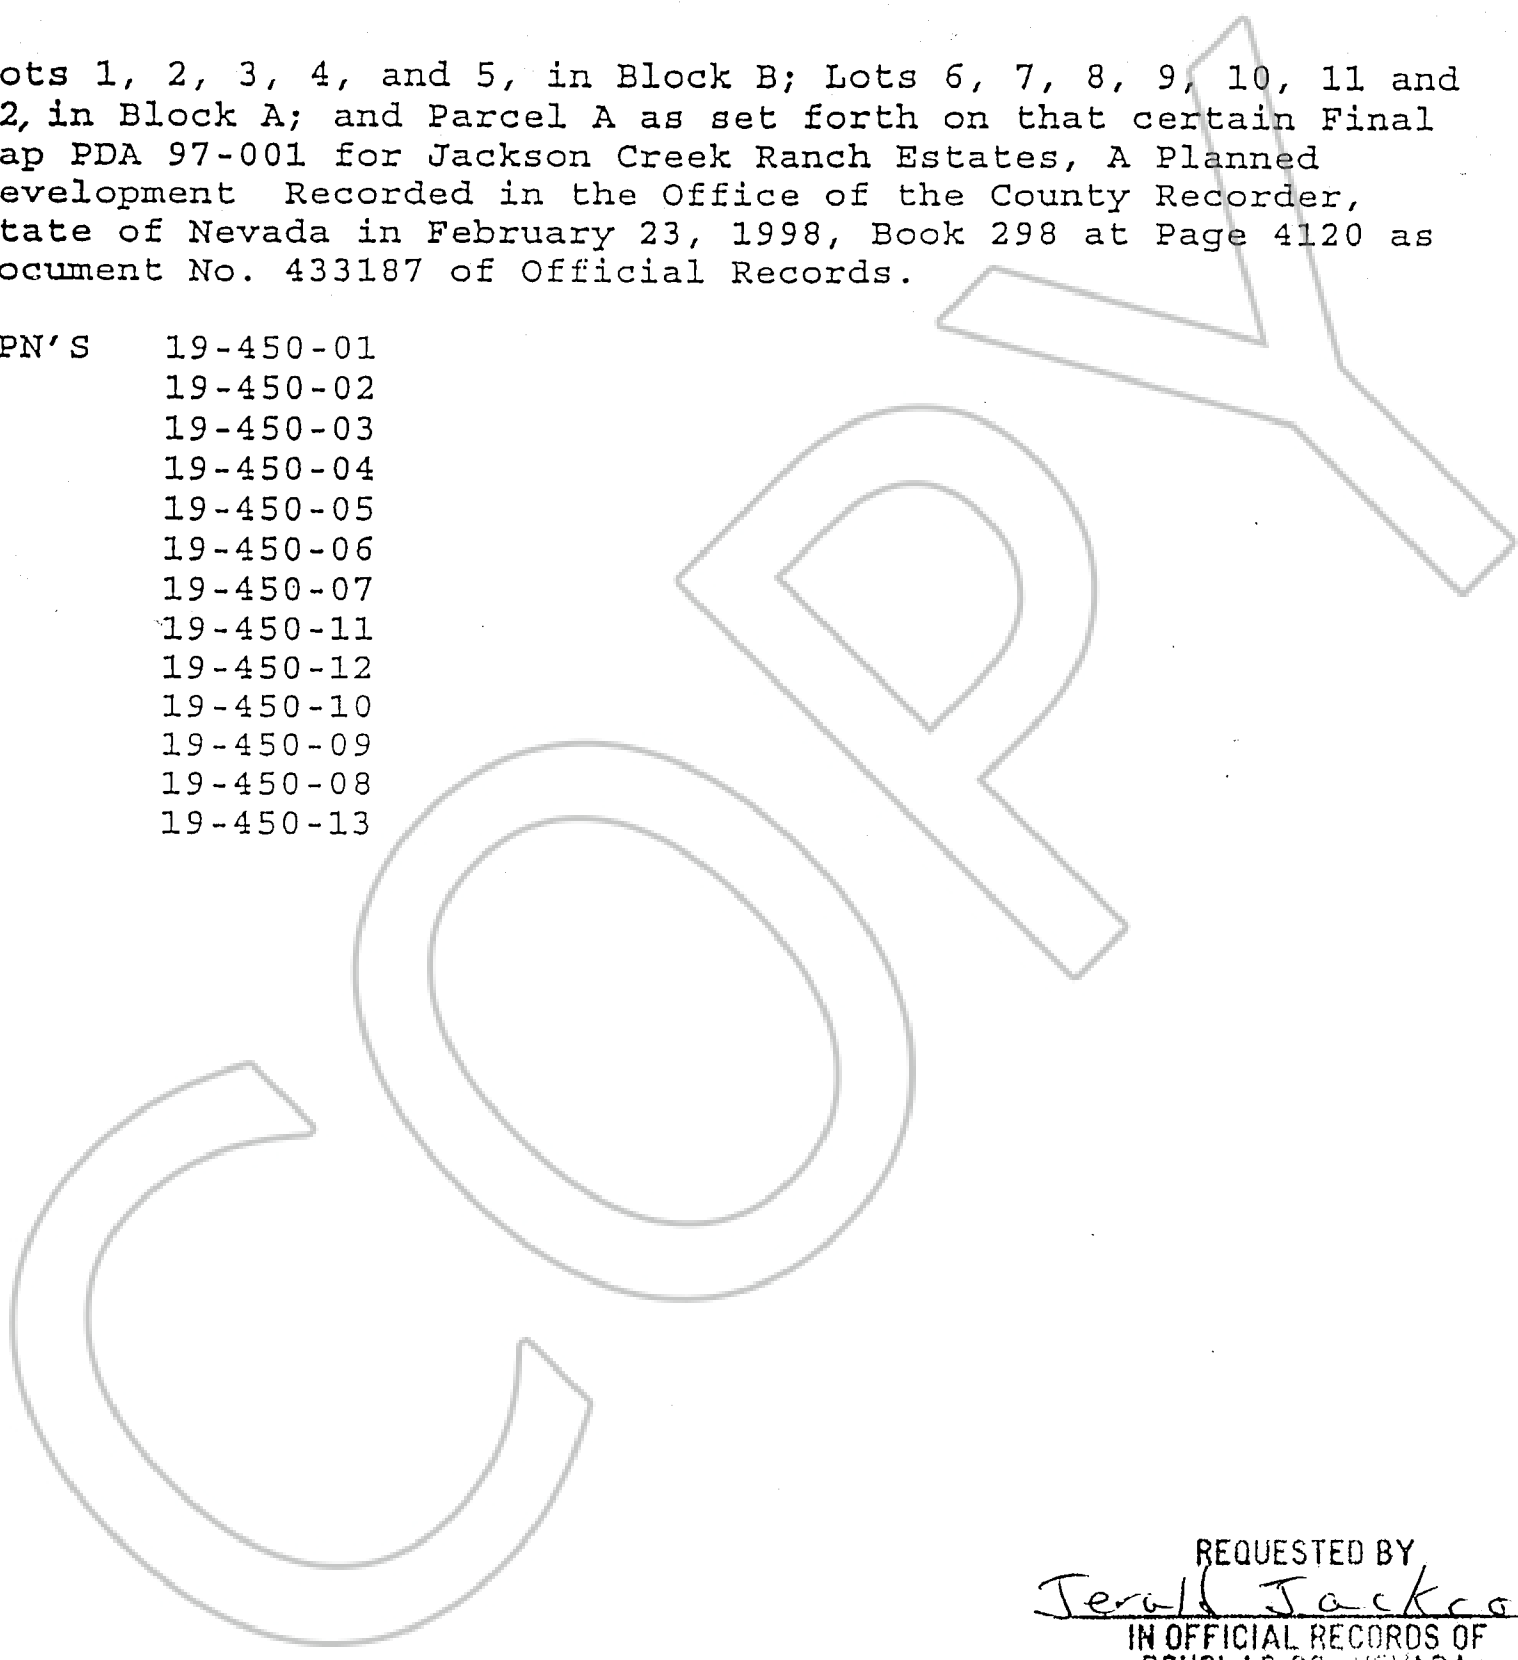 ots 1, 2, 3, 4, and 5, in Block B; Lots 6, 7, 8, 9, 10, 11 and
2, in Block A; and Parcel A as set forth on that certain Final
ap PDA 97-001 for Jackson Creek Ranch Estates, A Planned
evelopment Recorded in the Office of the County Recorder,
tate of Nevada in February 23, 1998, Book 298 at Page 4120 as
ocument No. 433187 of Official Records.
PN'S 19-450-01
19-450-02
19-450-03
19-450-04
19-450-05
19-450-06
19-450-07
19-450-11
19-450-12
19-450-10
19-450-09
19-450-08
19-450-13
COPY
REQUESTED BY
Jerald Jackso
IN OFFICIAL RECORDS OF